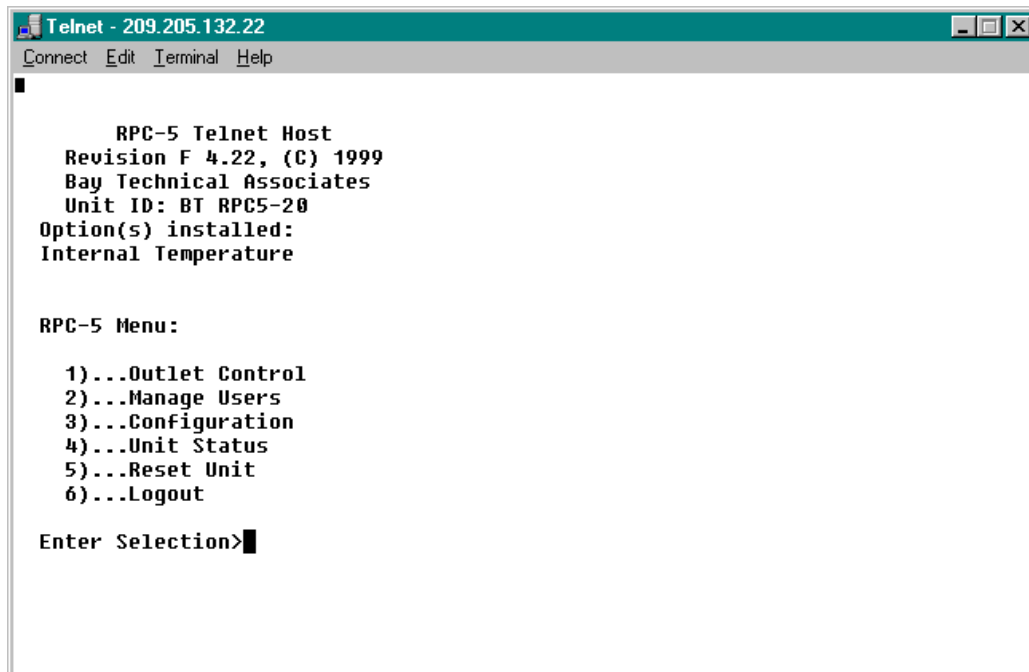 Telnet - 209.205.132.22
Connect Edit Terminal Help
RPC-5 Telnet Host
Revision F 4.22, (C) 1999
Bay Technical Associates
Unit ID: BT RPC5-20
Option(s) installed:
Internal Temperature
RPC-5 Menu:
1)...Outlet Control
2)...Manage Users
3)...Configuration
4)...Unit Status
5)...Reset Unit
6)...Logout
Enter Selection>